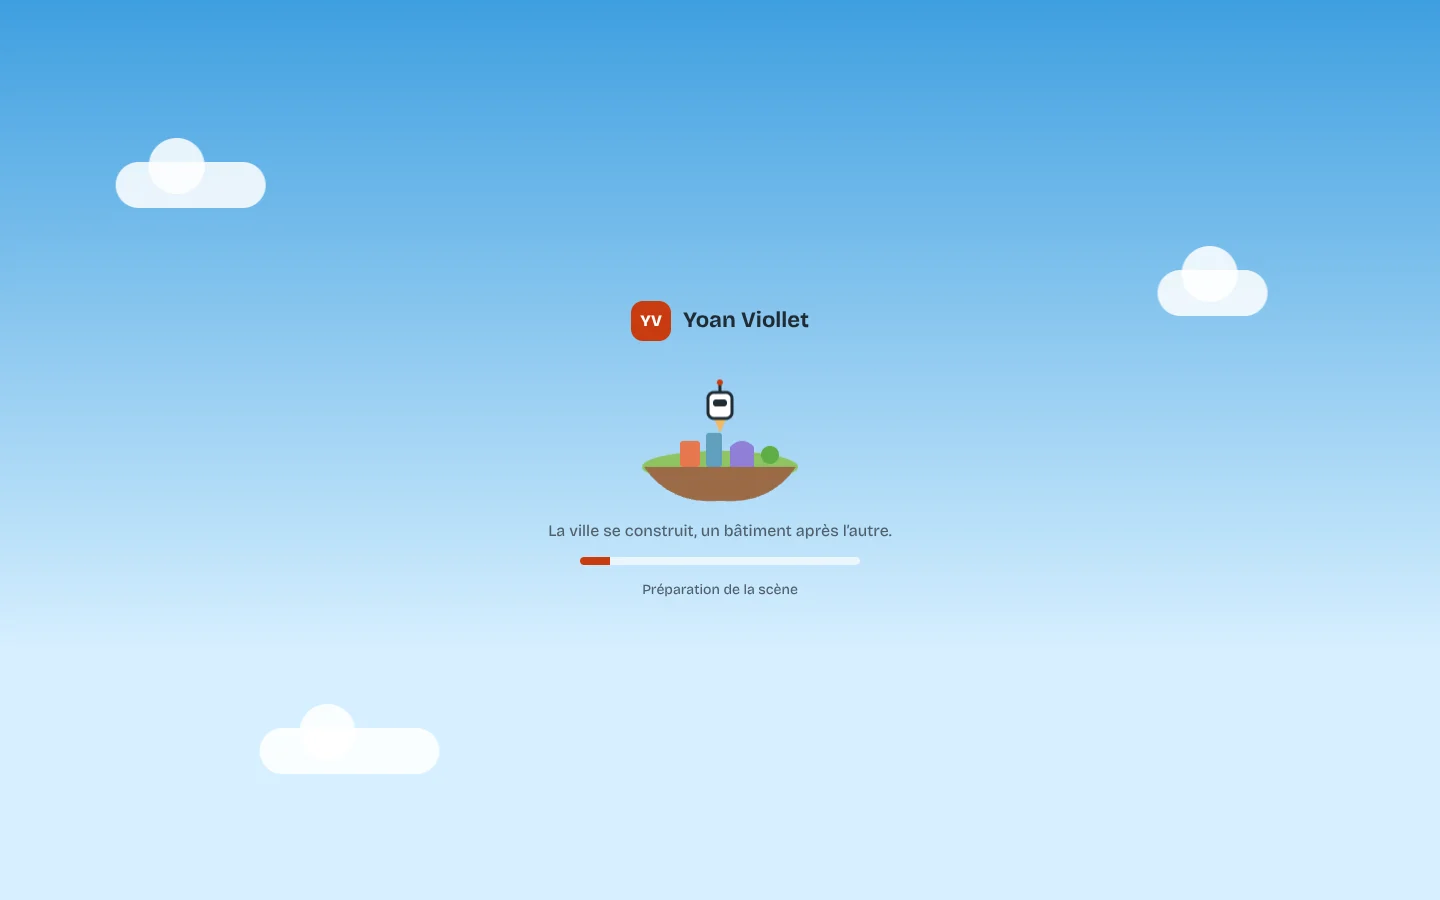 YV Yoan Viollet
La ville se construit, un bâtiment après l’autre.
Préparation de la scène